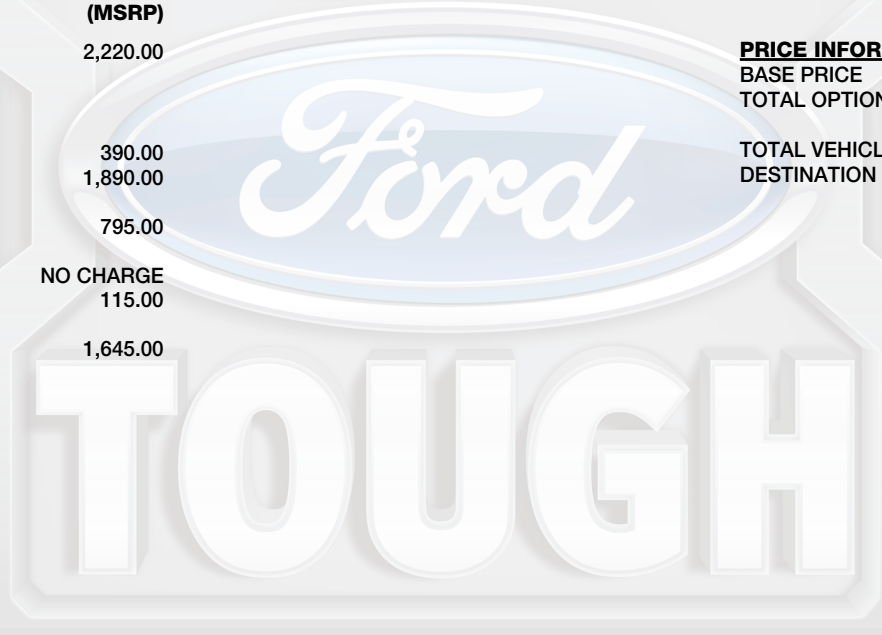 (MSRP)
2,220.00
390.00
1,890.00
795.00
NO CHARGE
115.00
1,645.00
PRICE INFOR
BASE PRICE
TOTAL OPTION
TOTAL VEHICL
DESTINATION
Ford
TOUGH